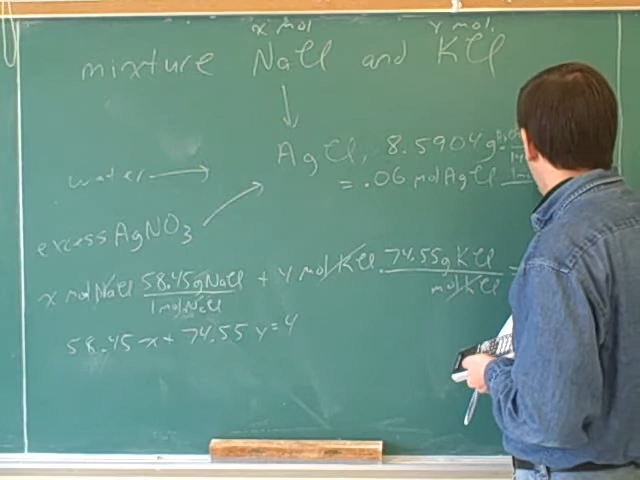 x mol y mol
mixture NaCl and KCl
AgCl, 8.5904g
= .06 mol AgCl
water
excess AgNO3
x mol NaCl 58.45g NaCl / 1 mol NaCl + y mol KCl · 74.55g KCl / mol KCl =
58.45 x + 74.55 y = 4